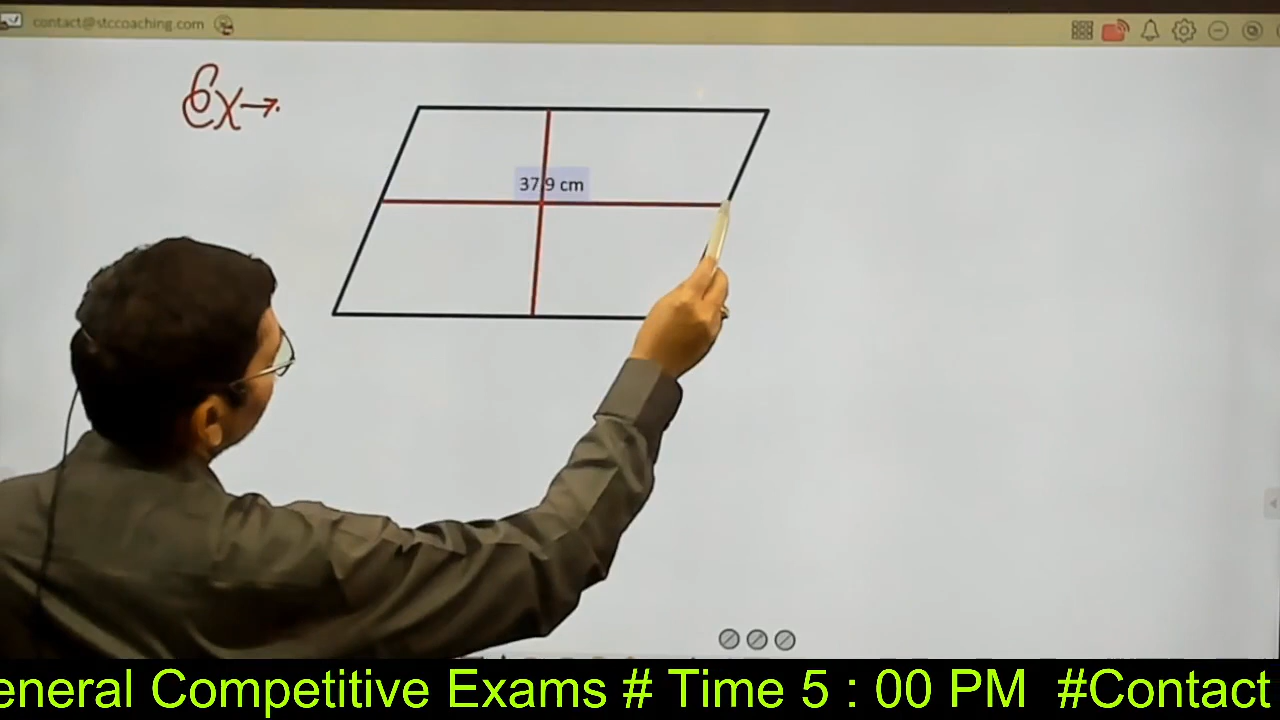 contact@stccoaching.com
Ex→
37.9 cm
eneral Competitive Exams # Time 5 : 00 PM #Contact